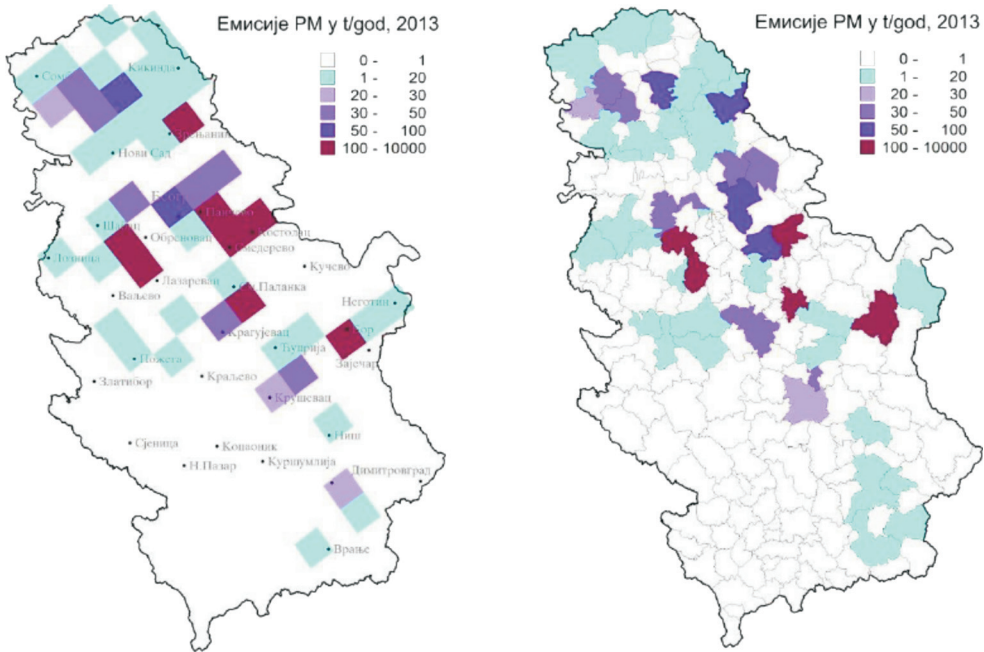 Емисије PM у t/год, 2013
0 - 1
1 - 20
20 - 30
30 - 50
50 - 100
100 - 10000
Кикинда
Нови Сад
Шабац
Обреновац
Смедерево
Лозница
Кучево
Лазаревац
Ваљево
Неготин
Крагујевац
Ћуприја
Зајечар
Пожега
Златибор
Краљево
Крушевац
Ниш
Сјеница
Копаоник
Н.Пазар
Куршумлија
Димитровград
Врање
Емисије PM у t/год, 2013
0 - 1
1 - 20
20 - 30
30 - 50
50 - 100
100 - 10000